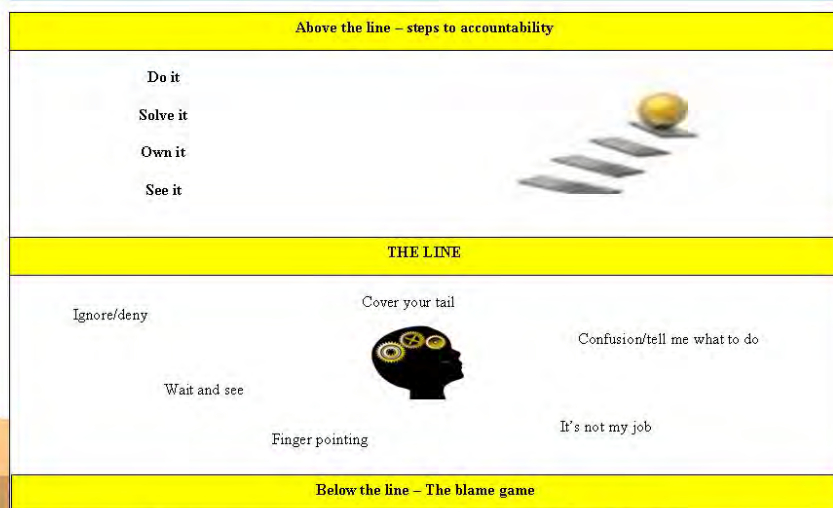 Above the line – steps to accountability
Do it
Solve it
Own it
See it
THE LINE
Cover your tail
Ignore/deny
Confusion/tell me what to do
Wait and see
It's not my job
Finger pointing
Below the line – The blame game